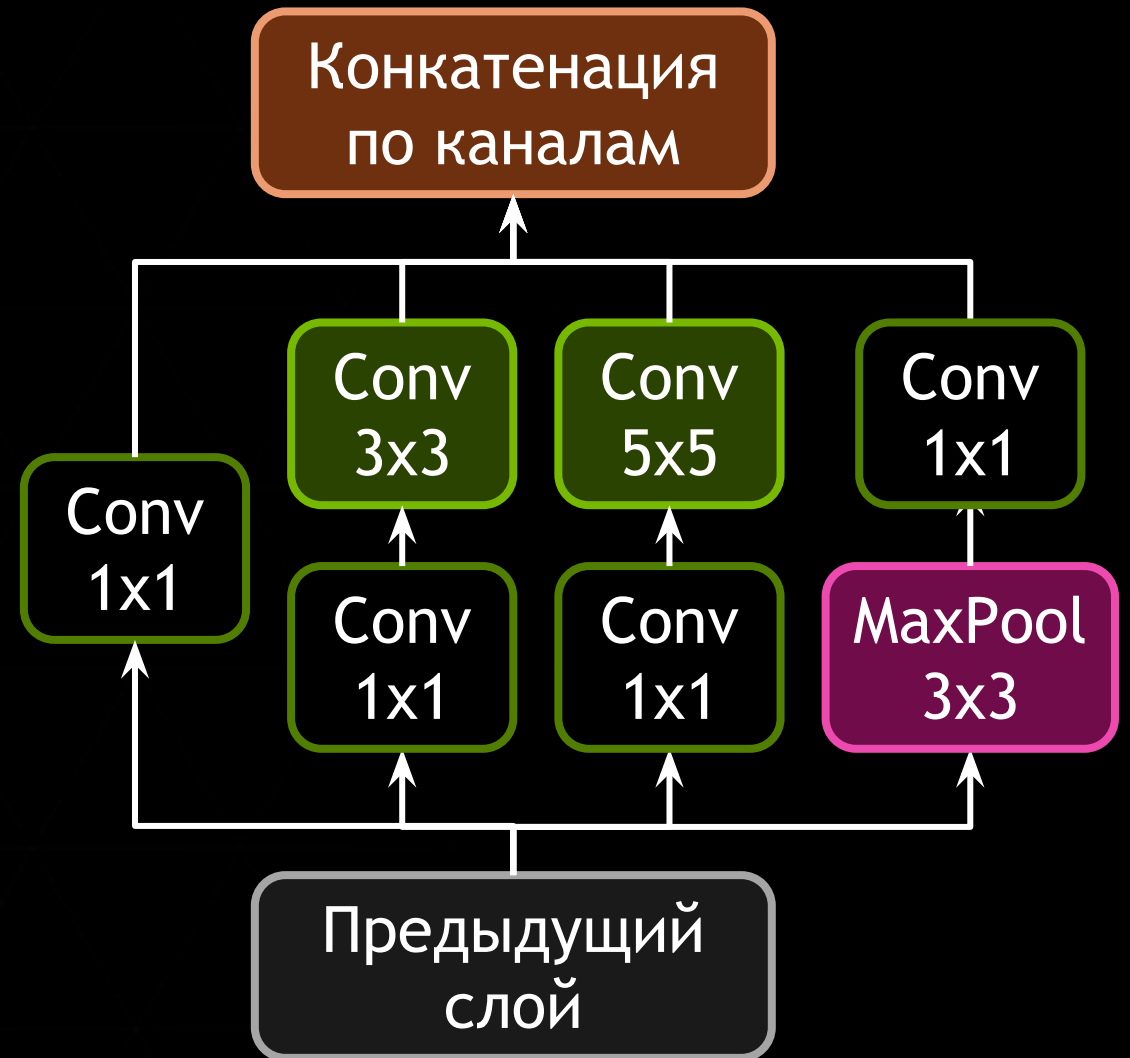 Конкатенация
по каналам
Conv
3x3
Conv
5x5
Conv
1x1
Conv
1x1
Conv
1x1
Conv
1x1
MaxPool
3x3
Предыдущий
слой